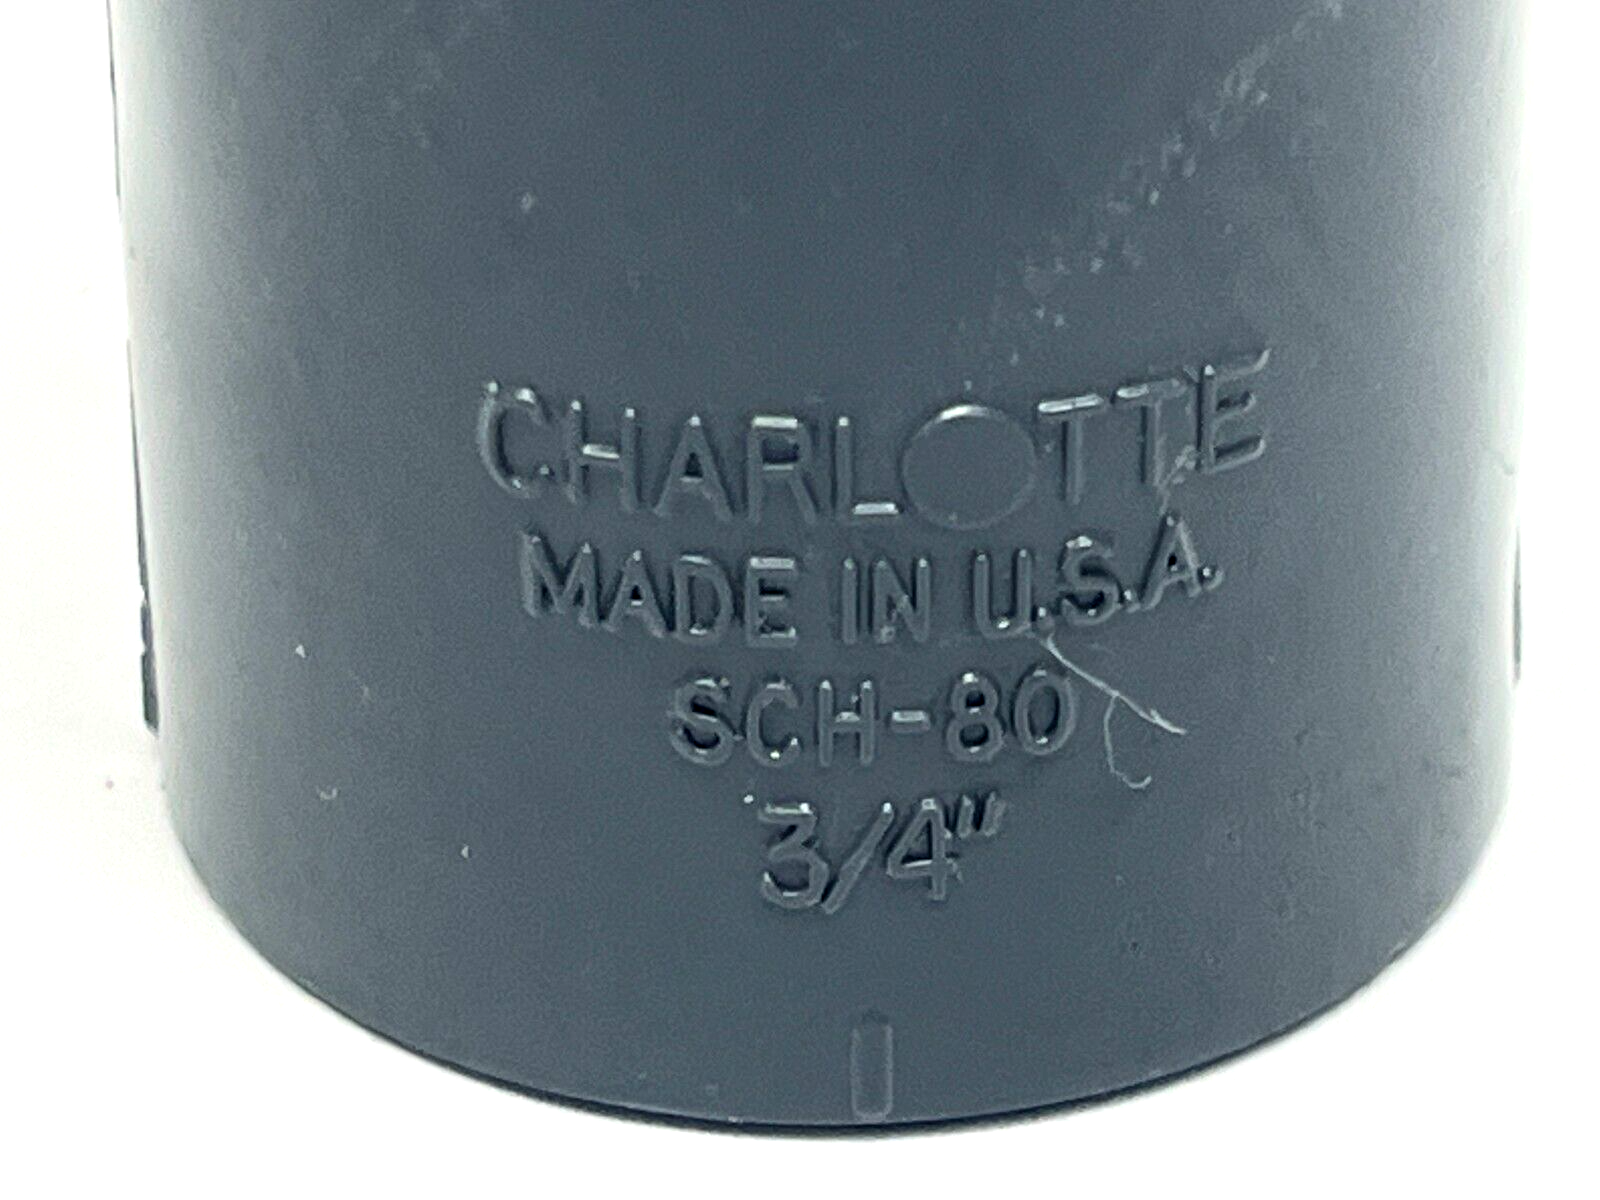 CHARLOTTE
MADE IN U.S.A.
SCH-80
3/4"